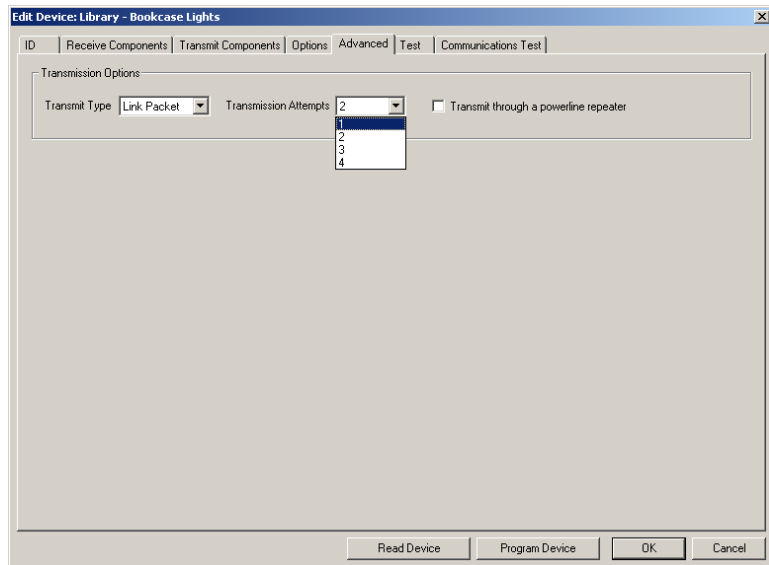 Edit Device: Library - Bookcase Lights
ID Receive Components Transmit Components Options Advanced Test Communications Test
Transmission Options
Transmit Type Link Packet Transmission Attempts 2 Transmit through a powerline repeater
1
2
3
4
Read Device Program Device OK Cancel